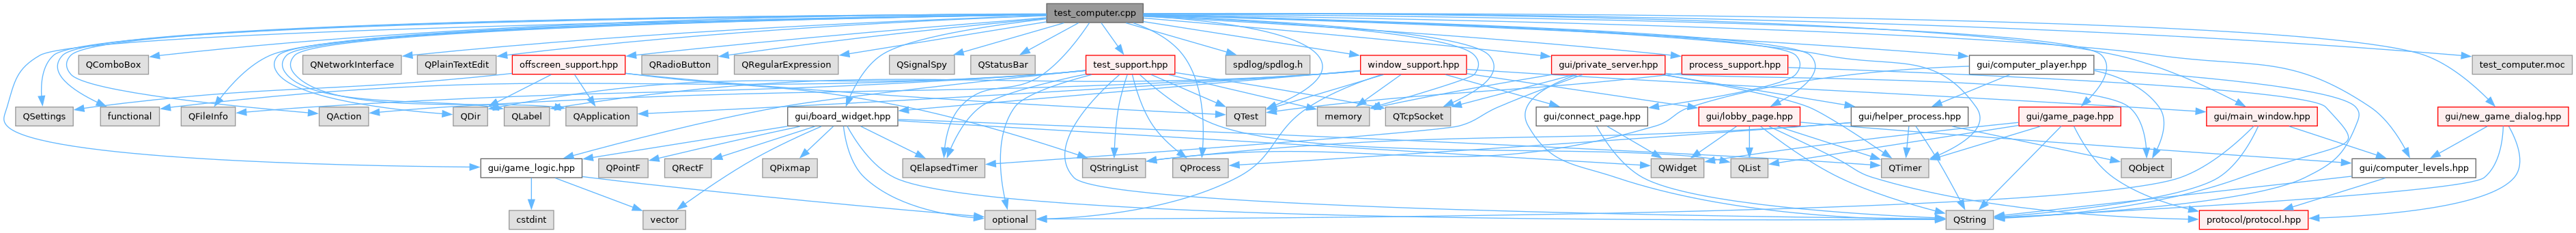 test_computer.cpp
QComboBox
QNetworkInterface
QPlainTextEdit
offscreen_support.hpp
QRadioButton
QRegularExpression
QSignalSpy
QStatusBar
test_support.hpp
spdlog/spdlog.h
window_support.hpp
gui/private_server.hpp
process_support.hpp
gui/computer_player.hpp
test_computer.moc
QSettings
functional
QFileInfo
QAction
QDir
QLabel
QApplication
gui/board_widget.hpp
QTest
memory
QTcpSocket
gui/connect_page.hpp
gui/lobby_page.hpp
gui/helper_process.hpp
gui/game_page.hpp
gui/main_window.hpp
gui/new_game_dialog.hpp
gui/game_logic.hpp
QPointF
QRectF
QPixmap
QElapsedTimer
QStringList
QProcess
QWidget
QList
QTimer
QObject
gui/computer_levels.hpp
cstdint
vector
optional
QString
protocol/protocol.hpp